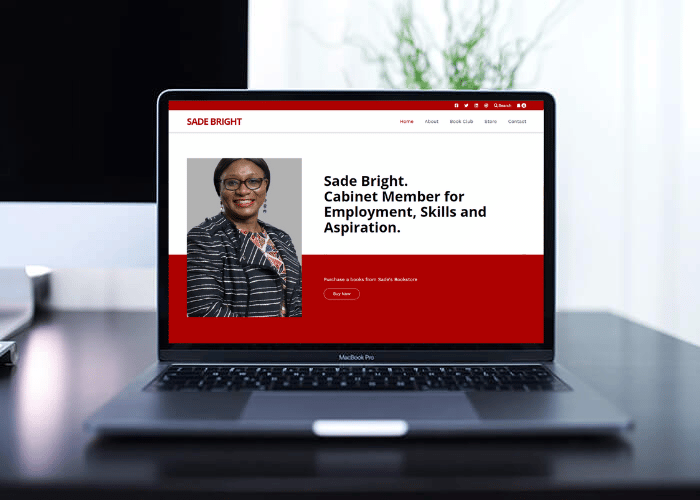 Search 0
SADE BRIGHT
Home About Book Club Store Contact
Sade Bright.
Cabinet Member for
Employment, Skills and
Aspiration.
Purchase a books from Sade's Bookstore
Buy Now
MacBook Pro